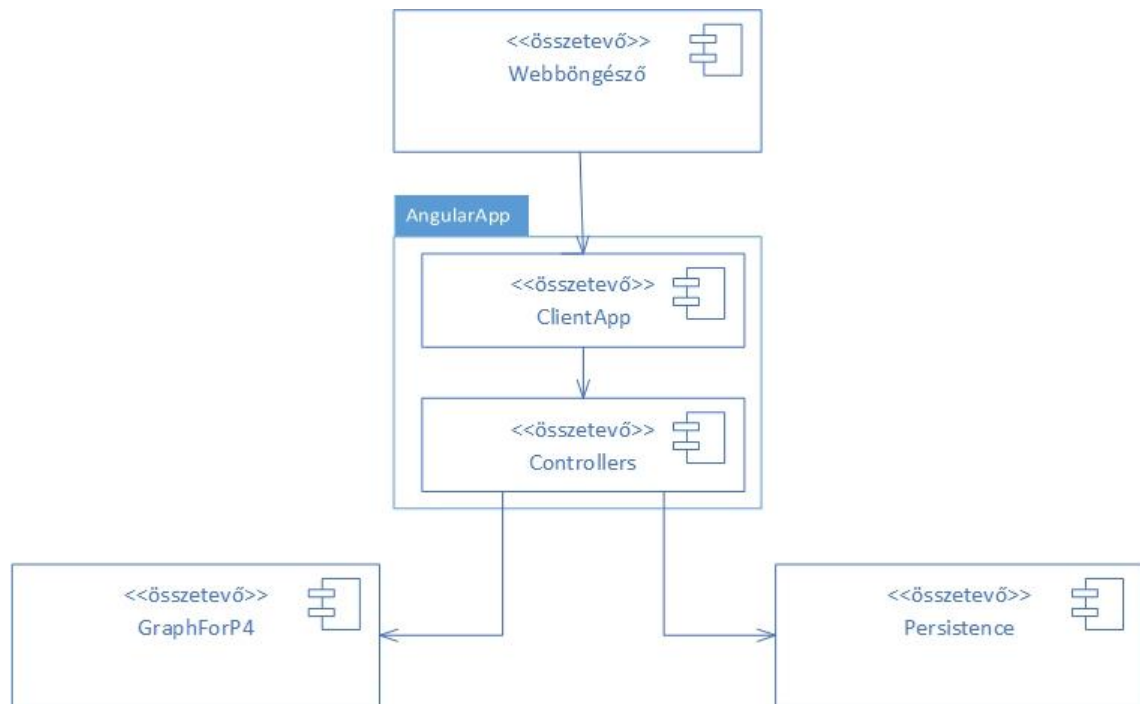 <<összetevő>>
Webböngésző
AngularApp
<<összetevő>>
ClientApp
<<összetevő>>
Controllers
<<összetevő>>
GraphForP4
<<összetevő>>
Persistence